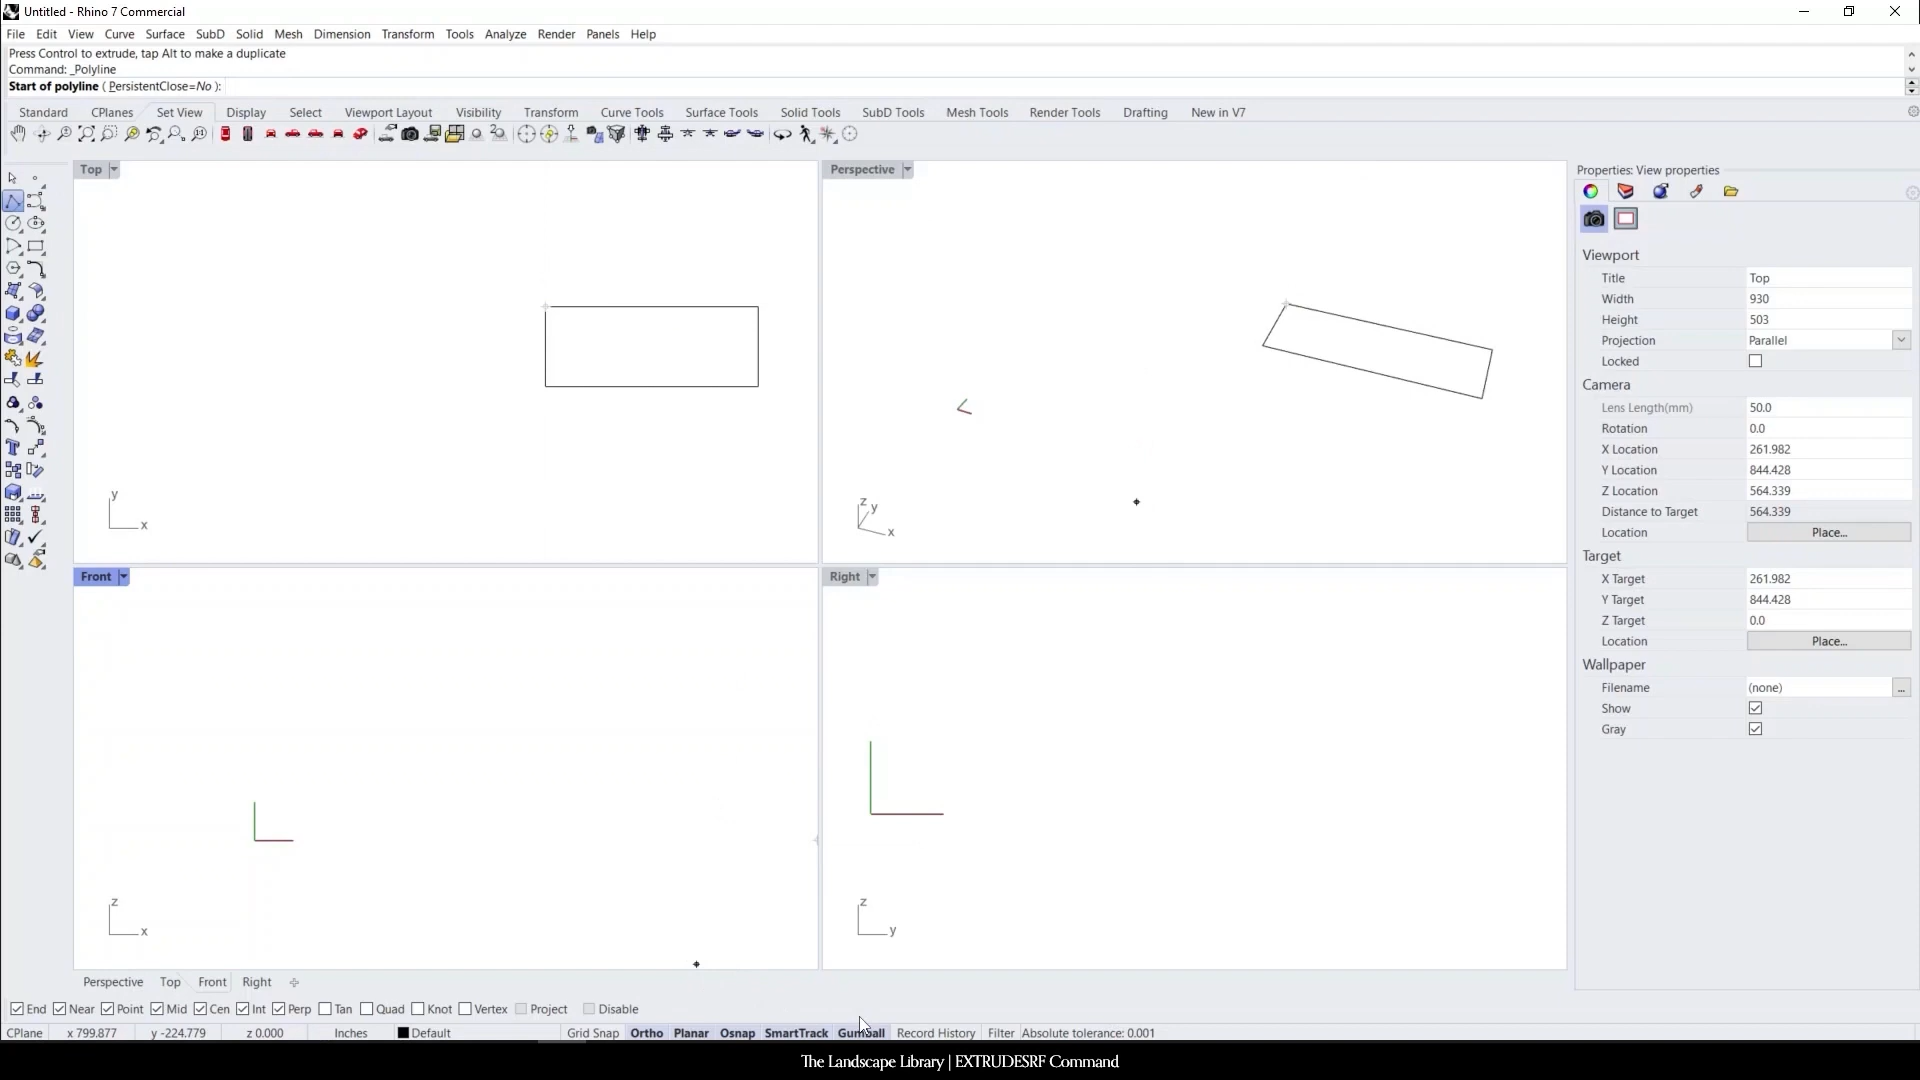 Untitled - Rhino 7 Commercial
File Edit View Curve Surface SubD Solid Mesh Dimension Transform Tools Analyze Render Panels Help
Press Control to extrude, tap Alt to make a duplicate
Command: _Polyline
Start of polyline ( PersistentClose=No ):
Standard CPlanes Set View Display Select Viewport Layout Visibility Transform Curve Tools Surface Tools Solid Tools SubD Tools Mesh Tools Render Tools Drafting New in V7
Top
Perspective
Properties: View properties
Viewport
Title Top
Width 930
Height 503
Projection Parallel
Locked
Camera
Lens Length(mm) 50.0
Rotation 0.0
X Location 261.982
Y Location 844.428
Z Location 564.339
Distance to Target 564.339
Location Place...
Target
X Target 261.982
Y Target 844.428
Z Target 0.0
Location Place...
Wallpaper
Filename (none) ...
Show
Gray
y
x
z
y
x
Front
Right
z
x
z
y
Perspective Top Front Right
End Near Point Mid Cen Int Perp Tan Quad Knot Vertex Project Disable
CPlane x 799.877 y -224.779 z 0.000 Inches Default Grid Snap Ortho Planar Osnap SmartTrack Gumball Record History Filter Absolute tolerance: 0.001
The Landscape Library | EXTRUDESRF Command